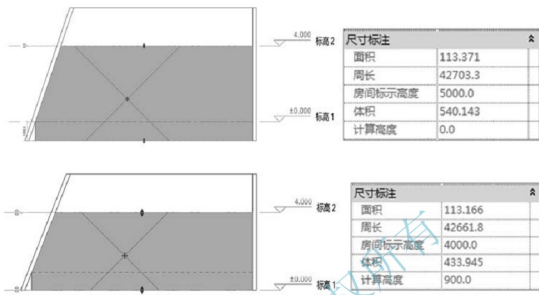 4.000 标高2
±0.000 标高1
尺寸标注
面积 113.371
周长 42703.3
房间标示高度 5000.0
体积 540.143
计算高度 0.0
4.000 标高2
±0.000 标高1
尺寸标注
面积 113.166
周长 42661.8
房间标示高度 4000.0
体积 433.945
计算高度 900.0
权所有